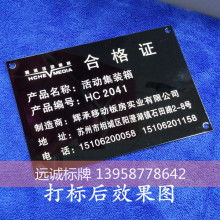 HCHE VMEDIA
合格证
产品名称：活动集装箱
产品编号：HC 2041
制造商：辉承移动板房实业有限公司
地址：苏州市相城区阳澄湖镇石田路2-8号
电话：15106200058 15106201158
远诚标牌 13958778642
打标后效果图